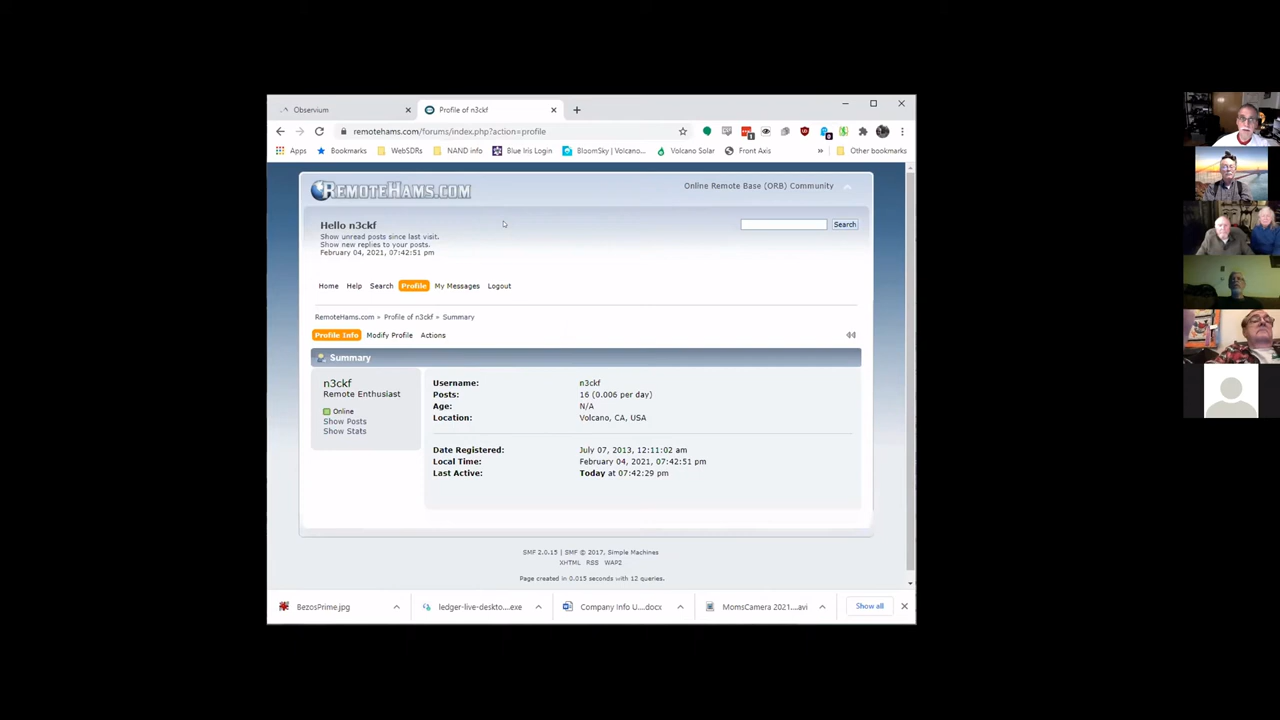 Observium
Profile of n3ckf
remotehams.com/forums/index.php?action=profile
Apps
Bookmarks
WebSDRs
NAND info
Blue Iris Login
BloomSky | Volcano...
Volcano Solar
Front Axis
»
Other bookmarks
REMOTEHAMS.COM
Online Remote Base (ORB) Community
Hello n3ckf
Show unread posts since last visit.
Show new replies to your posts.
February 04, 2021, 07:42:51 pm
Search
Home Help Search Profile My Messages Logout
RemoteHams.com » Profile of n3ckf » Summary
Profile Info Modify Profile Actions
Summary
n3ckf
Remote Enthusiast
Online
Show Posts
Show Stats
Username: n3ckf
Posts: 16 (0.006 per day)
Age: N/A
Location: Volcano, CA, USA
Date Registered: July 07, 2013, 12:11:02 am
Local Time: February 04, 2021, 07:42:51 pm
Last Active: Today at 07:42:29 pm
SMF 2.0.15 | SMF © 2017, Simple Machines
XHTML RSS WAP2
Page created in 0.015 seconds with 12 queries.
BezosPrime.jpg
ledger-live-deskto....exe
Company Info U....docx
MomsCamera 2021....avi
Show all